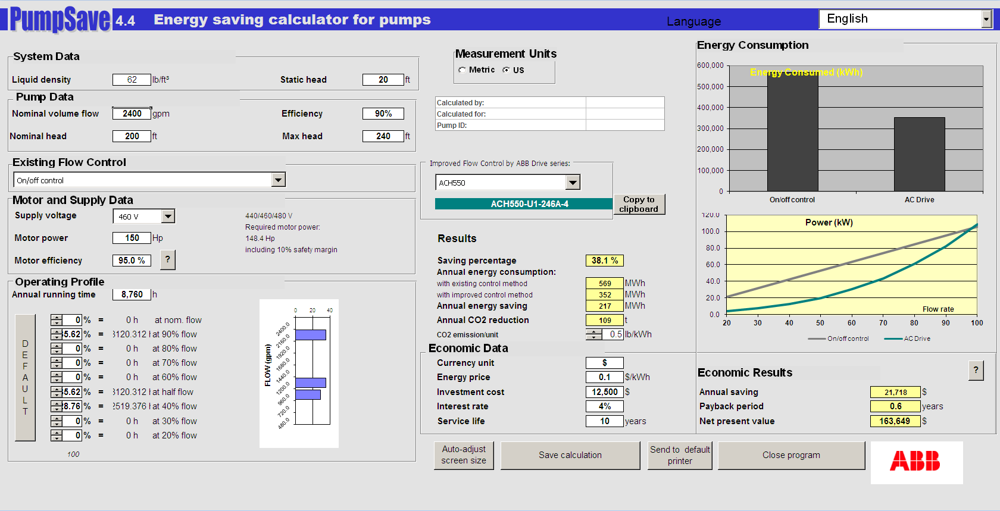 PumpSave 4.4 Energy saving calculator for pumps Language English
System Data
Liquid density 62 lb/ft³ Static head 20 ft
Pump Data
Nominal volume flow 2400 gpm Efficiency 90%
Nominal head 200 ft Max head 240 ft
Existing Flow Control
On/off control
Motor and Supply Data
Supply voltage 460 V 440/460/480 V
Required motor power:
Motor power 150 Hp 148.4 Hp
including 10% safety margin
Motor efficiency 95.0 % ?
Operating Profile
Annual running time 8,760 h
DEFAULT
0 % = 0 h at nom. flow
5.62 % = 3120.312 h at 90% flow
0 % = 0 h at 80% flow
0 % = 0 h at 70% flow
0 % = 0 h at 60% flow
5.62 % = 3120.312 h at half flow
8.76 % = 2519.376 h at 40% flow
0 % = 0 h at 30% flow
0 % = 0 h at 20% flow
100
0 20 40
FLOW (gpm)
2400.0
2160.0
1920.0
1680.0
1440.0
1200.0
960.0
720.0
480.0
Measurement Units
Metric US
Calculated by:
Calculated for:
Pump ID:
Improved Flow Control by ABB Drive series:
ACH550
ACH550-U1-246A-4
Copy to
clipboard
Results
Saving percentage 38.1 %
Annual energy consumption:
with existing control method 569 MWh
with improved control method 352 MWh
Annual energy saving 217 MWh
Annual CO2 reduction 109 t
CO2 emission/unit 0.5 lb/kWh
Economic Data
Currency unit $
Energy price 0.1 $/kWh
Investment cost 12,500 $
Interest rate 4%
Service life 10 years
Energy Consumption
Energy Consumed (kWh)
600,000
500,000
400,000
300,000
200,000
100,000
0
On/off control AC Drive
Power (kW)
120.0
100.0
80.0
60.0
40.0
20.0
0.0
Flow rate
20 30 40 50 60 70 80 90 100
On/off control AC Drive
Economic Results ?
Annual saving 21,718 $
Payback period 0.6 years
Net present value 163,649 $
Auto-adjust
screen size
Save calculation
Send to default
printer
Close program
ABB